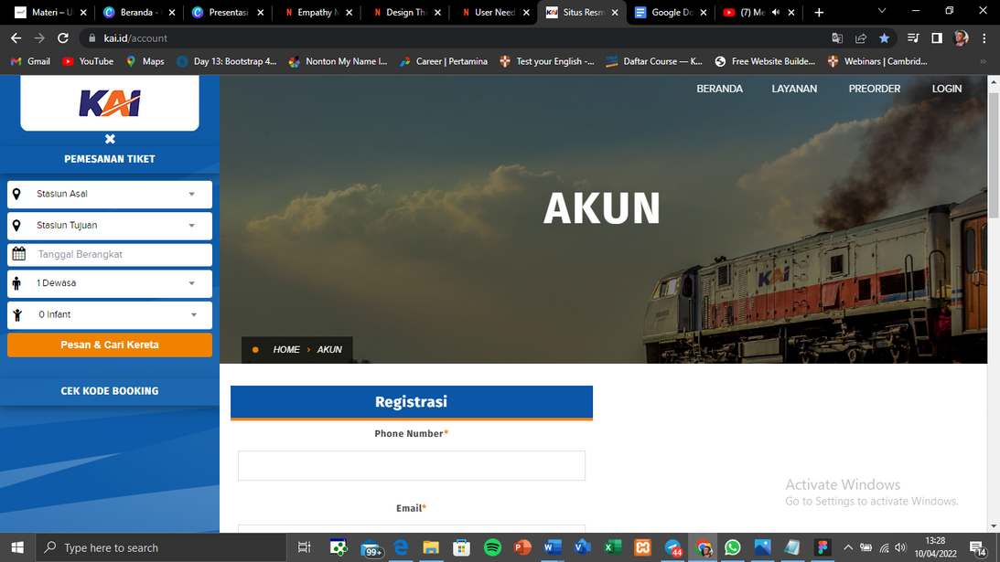 Materi – U
Beranda -
Presentasi
Empathy M
Design Thi
User Need
Situs Resm
Google Do
(7) Me
kai.id/account
Gmail
YouTube
Maps
Day 13: Bootstrap 4...
Nonton My Name I...
Career | Pertamina
Test your English -...
Daftar Course — K...
Free Website Builde...
Webinars | Cambrid...
KAI
BERANDA
LAYANAN
PREORDER
LOGIN
PEMESANAN TIKET
Stasiun Asal
Stasiun Tujuan
Tanggal Berangkat
1 Dewasa
0 Infant
Pesan & Cari Kereta
CEK KODE BOOKING
AKUN
KAI
HOME › AKUN
Registrasi
Phone Number*
Email*
Activate Windows
Go to Settings to activate Windows.
Type here to search
99+
44
13:28
10/04/2022
14